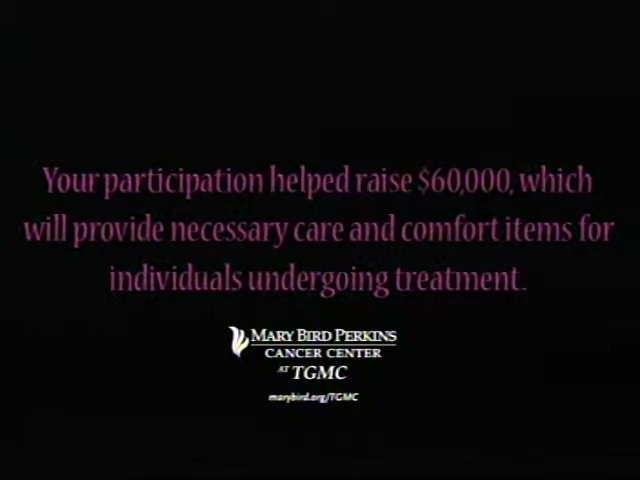 Your participation helped raise $60,000, which
will provide necessary care and comfort items for
individuals undergoing treatment.
MARY BIRD PERKINS
CANCER CENTER
AT TGMC
marybird.org/TGMC